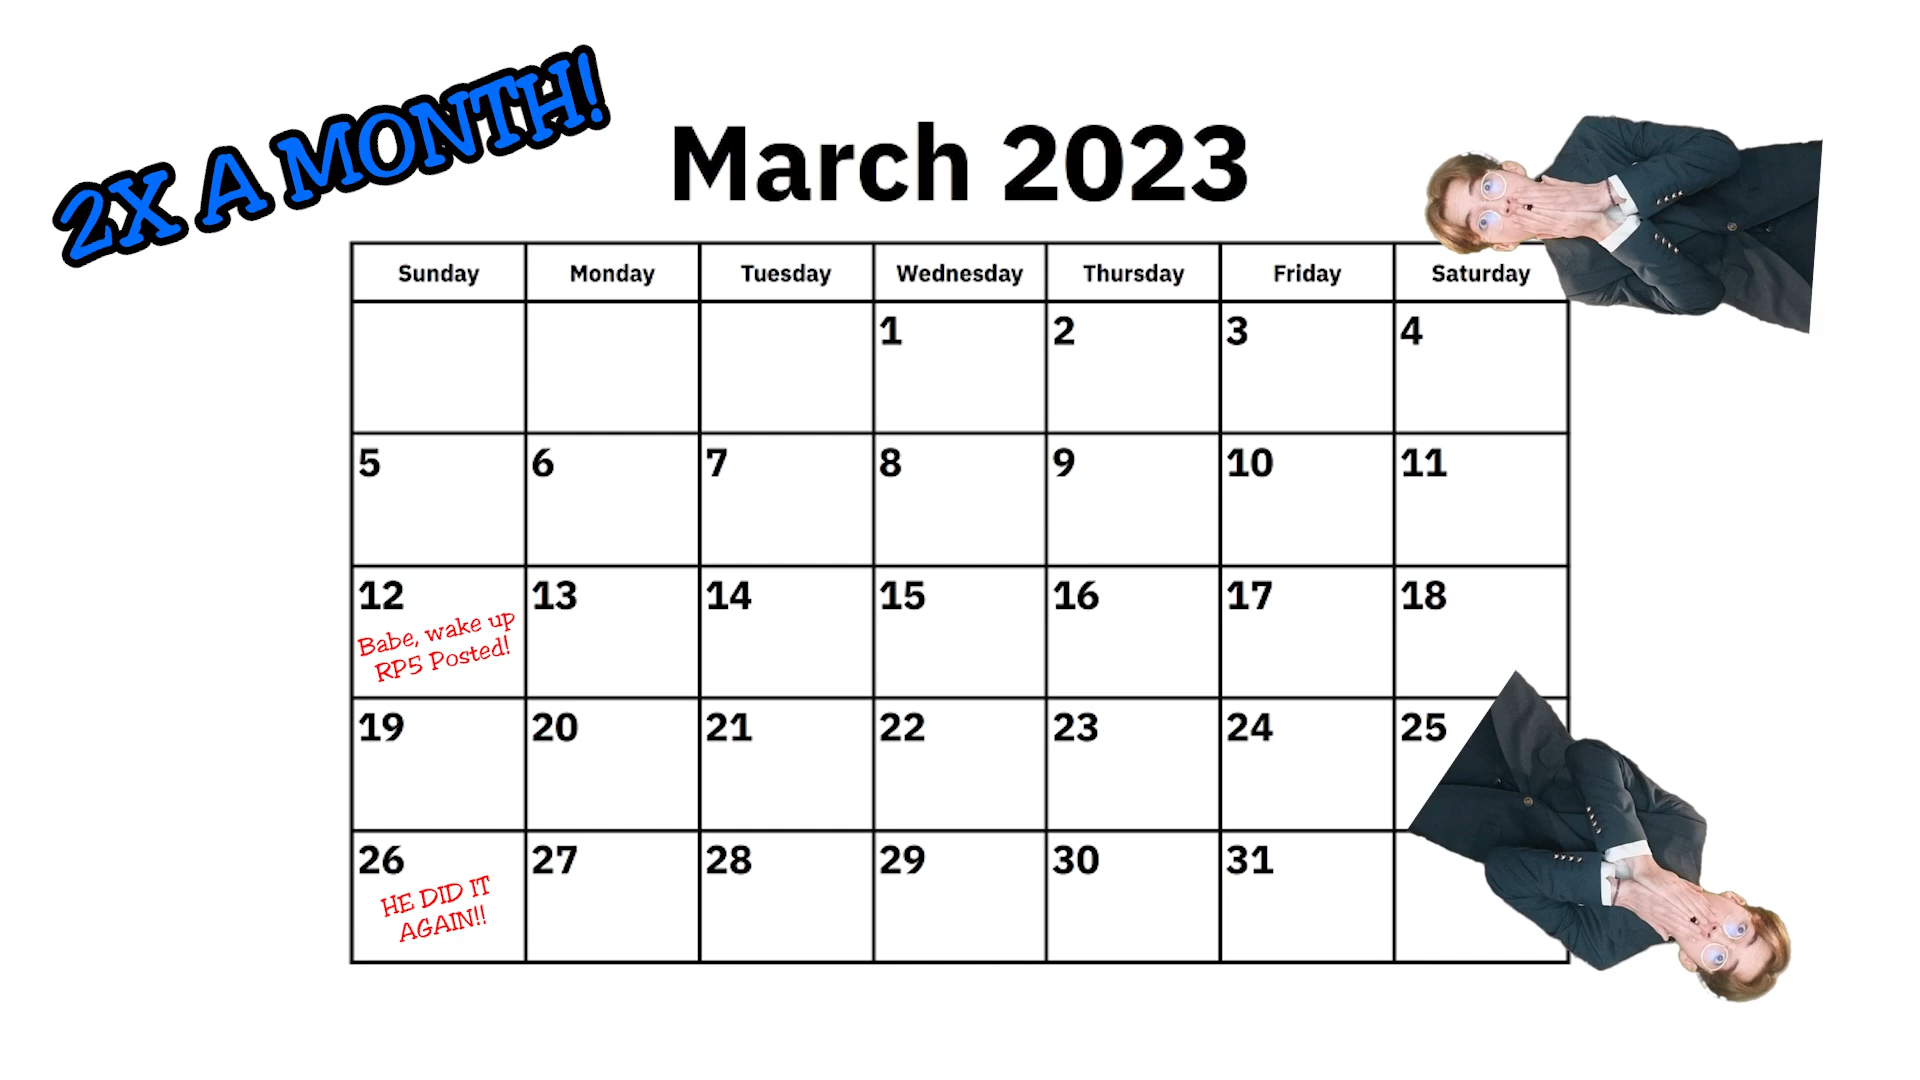 2X A MONTH!
March 2023
Sunday Monday Tuesday Wednesday Thursday Friday Saturday
1 2 3 4
5 6 7 8 9 10 11
12 13 14 15 16 17 18
Babe, wake up
RP5 Posted!
19 20 21 22 23 24 25
26 27 28 29 30 31
HE DID IT
AGAIN!!